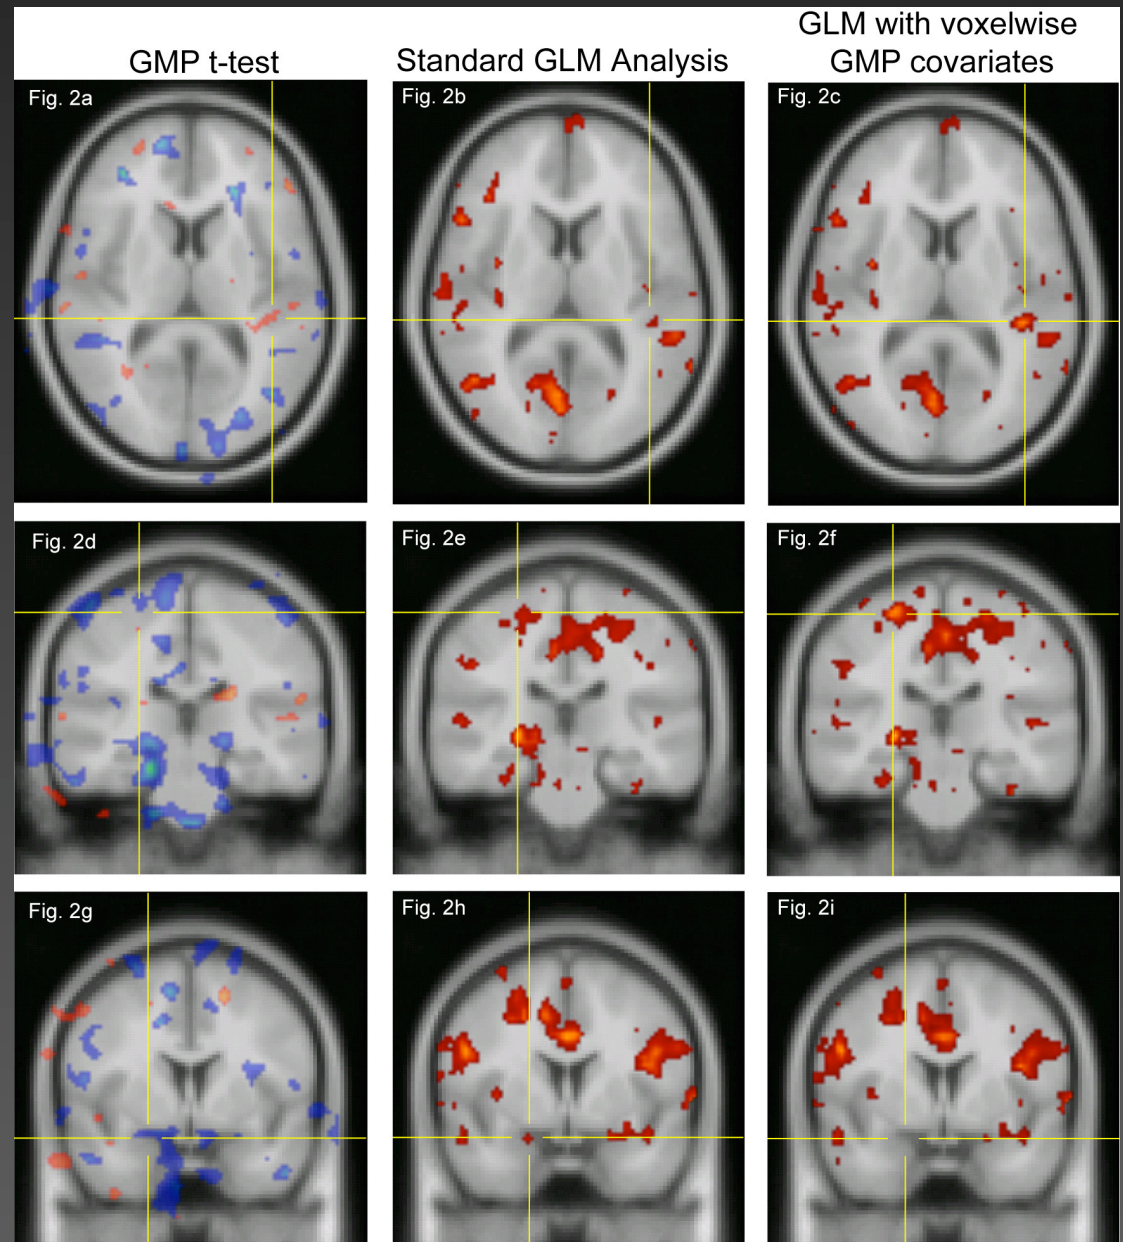 GMP t-test
Standard GLM Analysis
GLM with voxelwise
GMP covariates
Fig. 2a
Fig. 2b
Fig. 2c
Fig. 2d
Fig. 2e
Fig. 2f
Fig. 2g
Fig. 2h
Fig. 2i